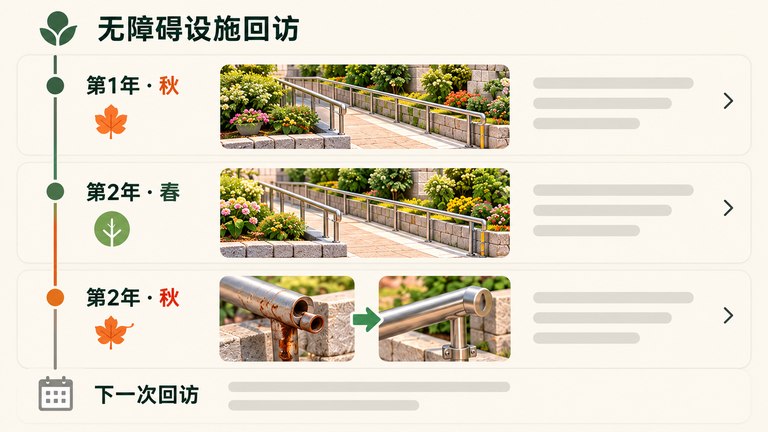 无障碍设施回访
第1年·秋
第2年·春
第2年·秋
下一次回访